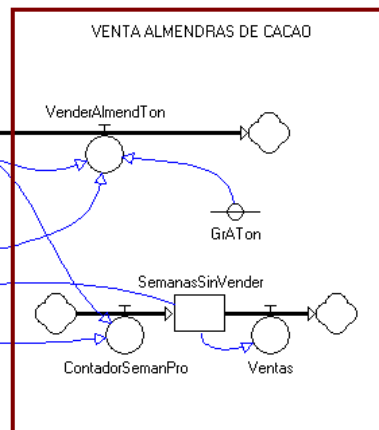 VENTA ALMENDRAS DE CACAO
VenderAlmendTon
GrATon
SemanasSinVender
ContadorSemanPro
Ventas